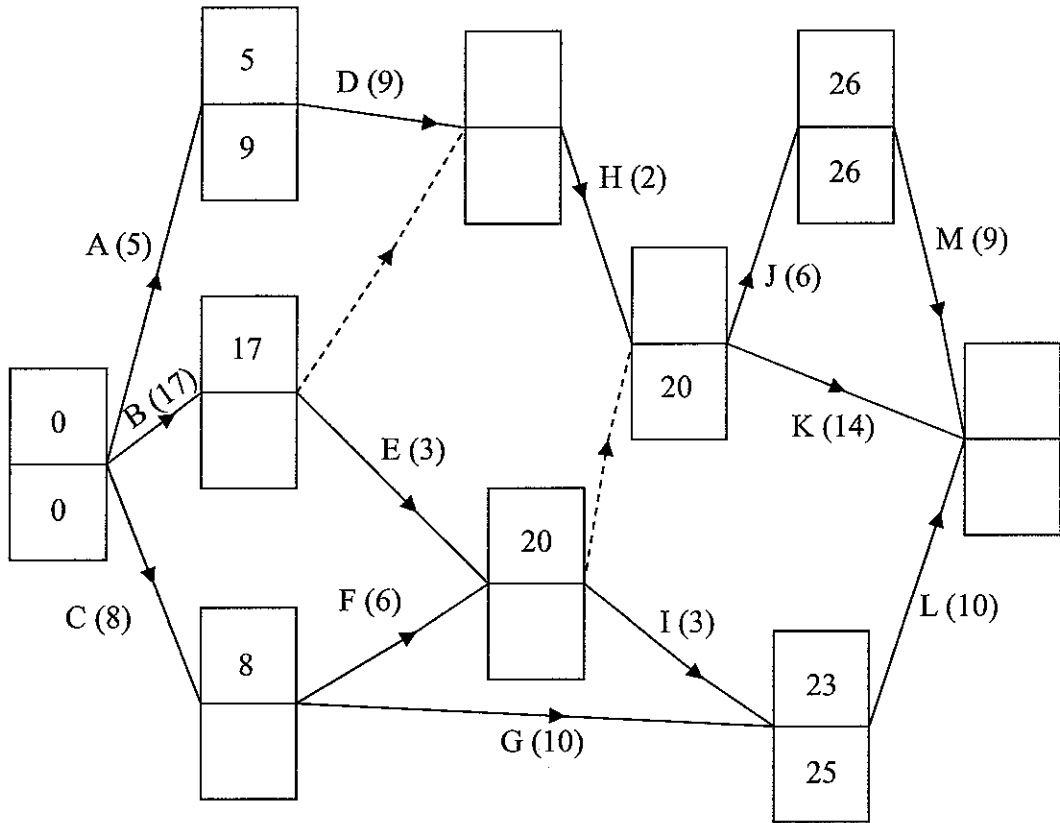 5
9
D (9)
H (2)
26
26
A (5)
J (6)
M (9)
17
B (17)
0
0
20
K (14)
E (3)
20
C (8)
F (6)
I (3)
L (10)
8
G (10)
23
25